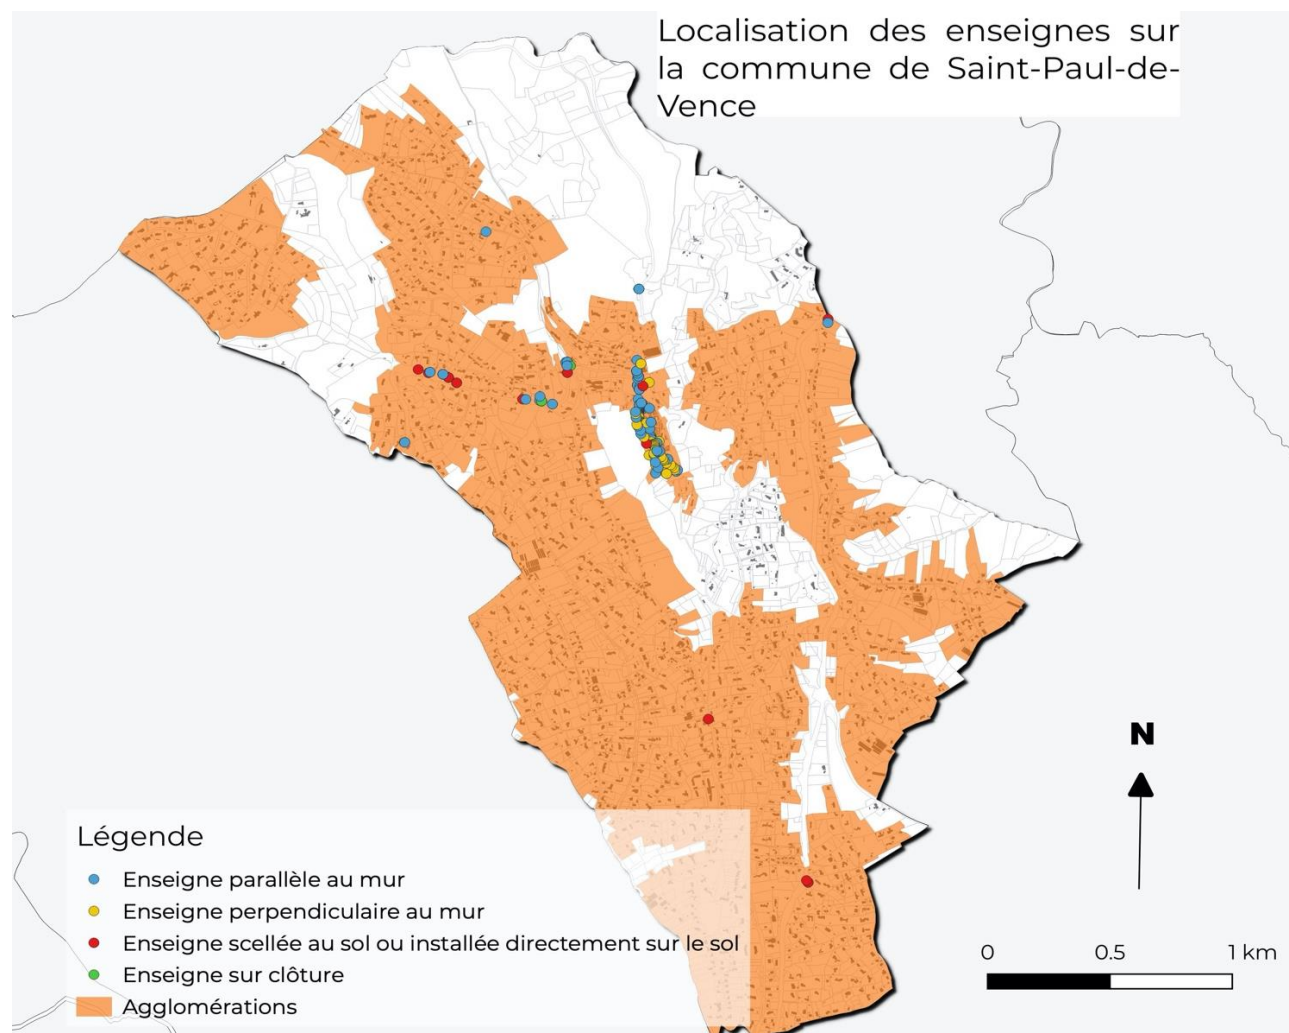 Localisation des enseignes sur
la commune de Saint-Paul-de-
Vence
N
Légende
Enseigne parallèle au mur
Enseigne perpendiculaire au mur
Enseigne scellée au sol ou installée directement sur le sol
Enseigne sur clôture
Agglomérations
0 0.5 1 km